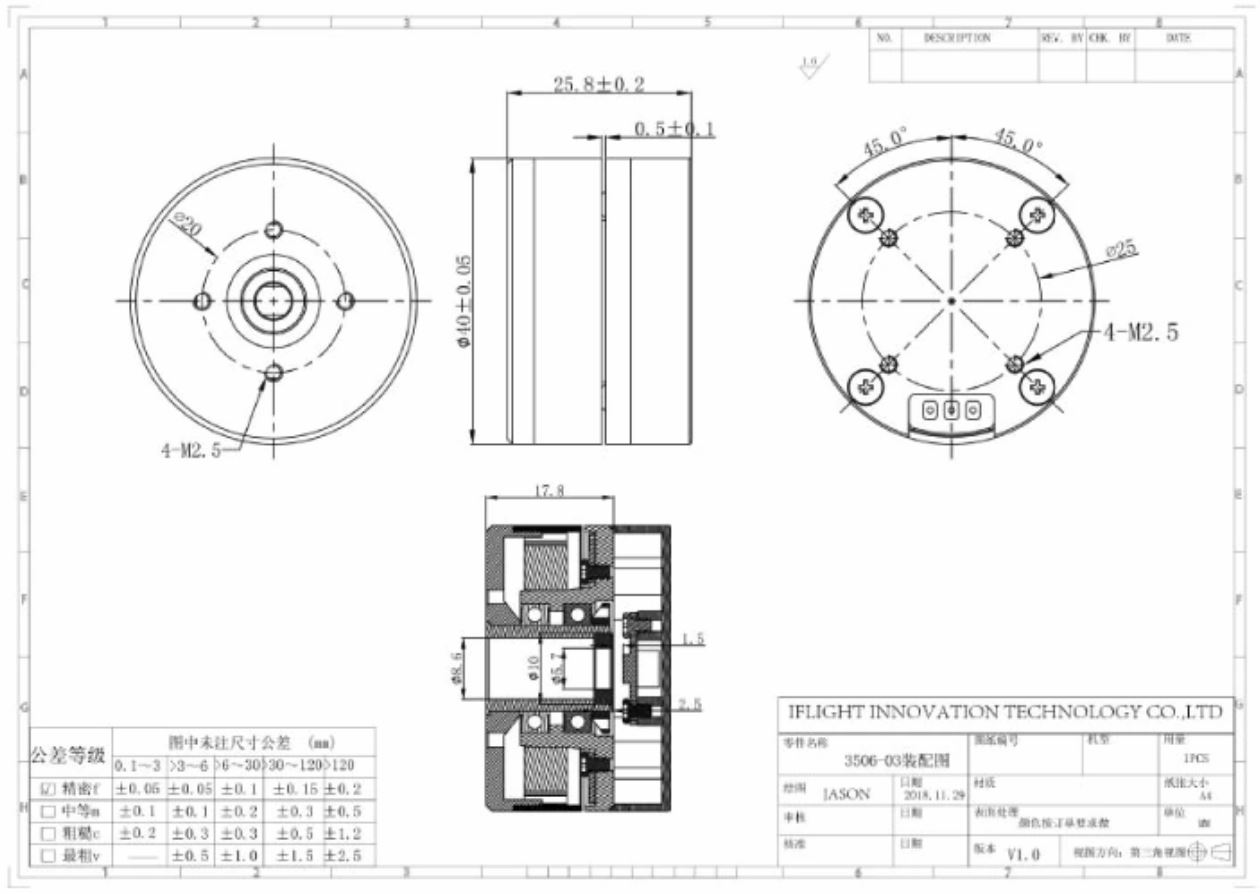 1 2 3 4 5 6 7 8
NO. DESCRIPTION REV. BY CHK. BY DATE
A A
1.6
25.8±0.2
0.5±0.1
45.0° 45.0°
B B
⌀20
C C
⌀25
ϕ40±0.05
4-M2.5
D D
4-M2.5
E E
17.8
F F
1.5
ϕ8.6 ϕ10 ϕ5.7
2.5
G G
IFLIGHT INNOVATION TECHNOLOGY CO.,LTD
零件名称 图纸编号 机型 用量
3506-03装配图 1PCS
绘图 JASON 日期 2018.11.29 材质 纸张大小 A4
审核 日期 表面处理 颜色按订单要求做 单位 mm
核准 日期 版本 V1.0 视图方向: 第三角视图
公差等级 图中未注尺寸公差 (mm)
0.1~3 >3~6 >6~30 >30~120 >120
☑ 精密f ±0.05 ±0.05 ±0.1 ±0.15 ±0.2
H H
□ 中等m ±0.1 ±0.1 ±0.2 ±0.3 ±0.5
□ 粗糙c ±0.2 ±0.3 ±0.3 ±0.5 ±1.2
□ 最粗v — ±0.5 ±1.0 ±1.5 ±2.5
1 2 3 4 5 6 7 8